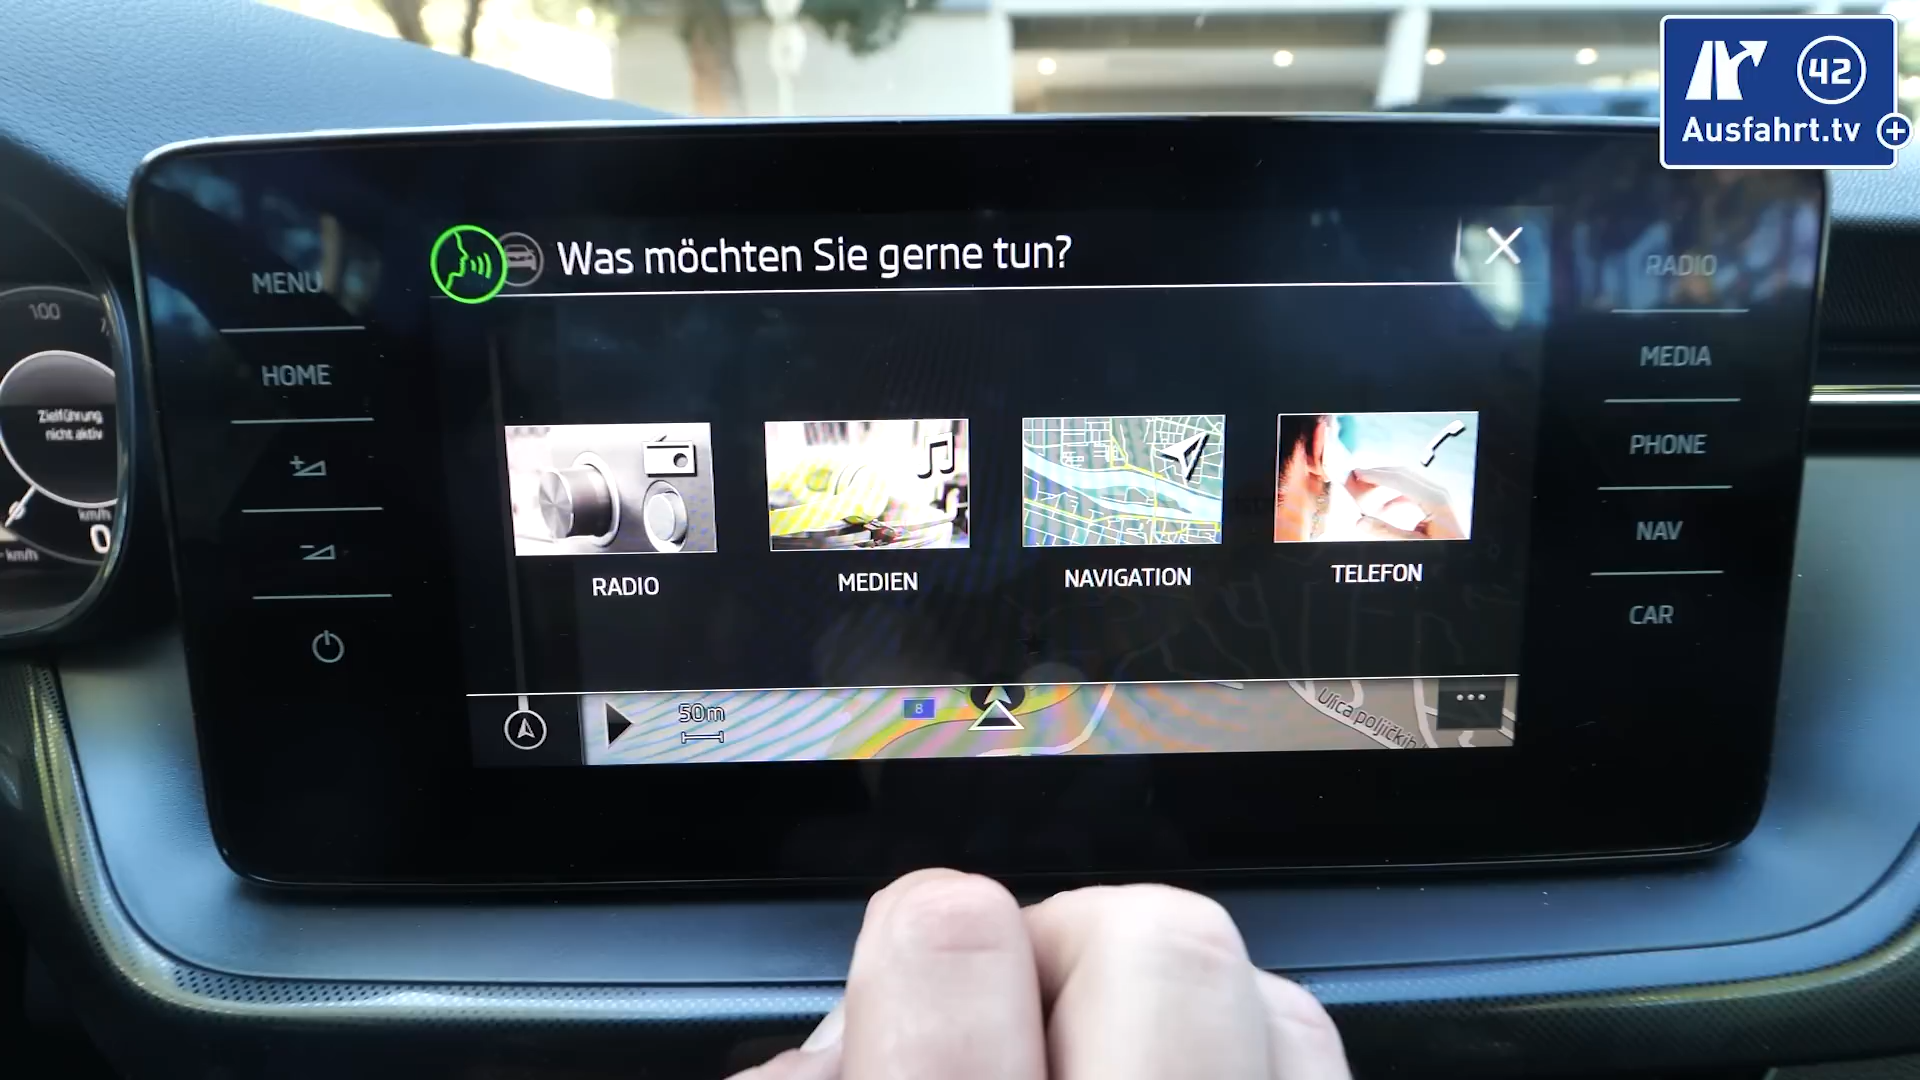 42
Ausfahrt.tv +
MENU
HOME
Was möchten Sie gerne tun?
RADIO
MEDIA
PHONE
NAV
CAR
RADIO
MEDIEN
NAVIGATION
TELEFON
50m
8
Ulica poljičkih
100
Zielführung
nicht aktiv
km/h
0
km/h